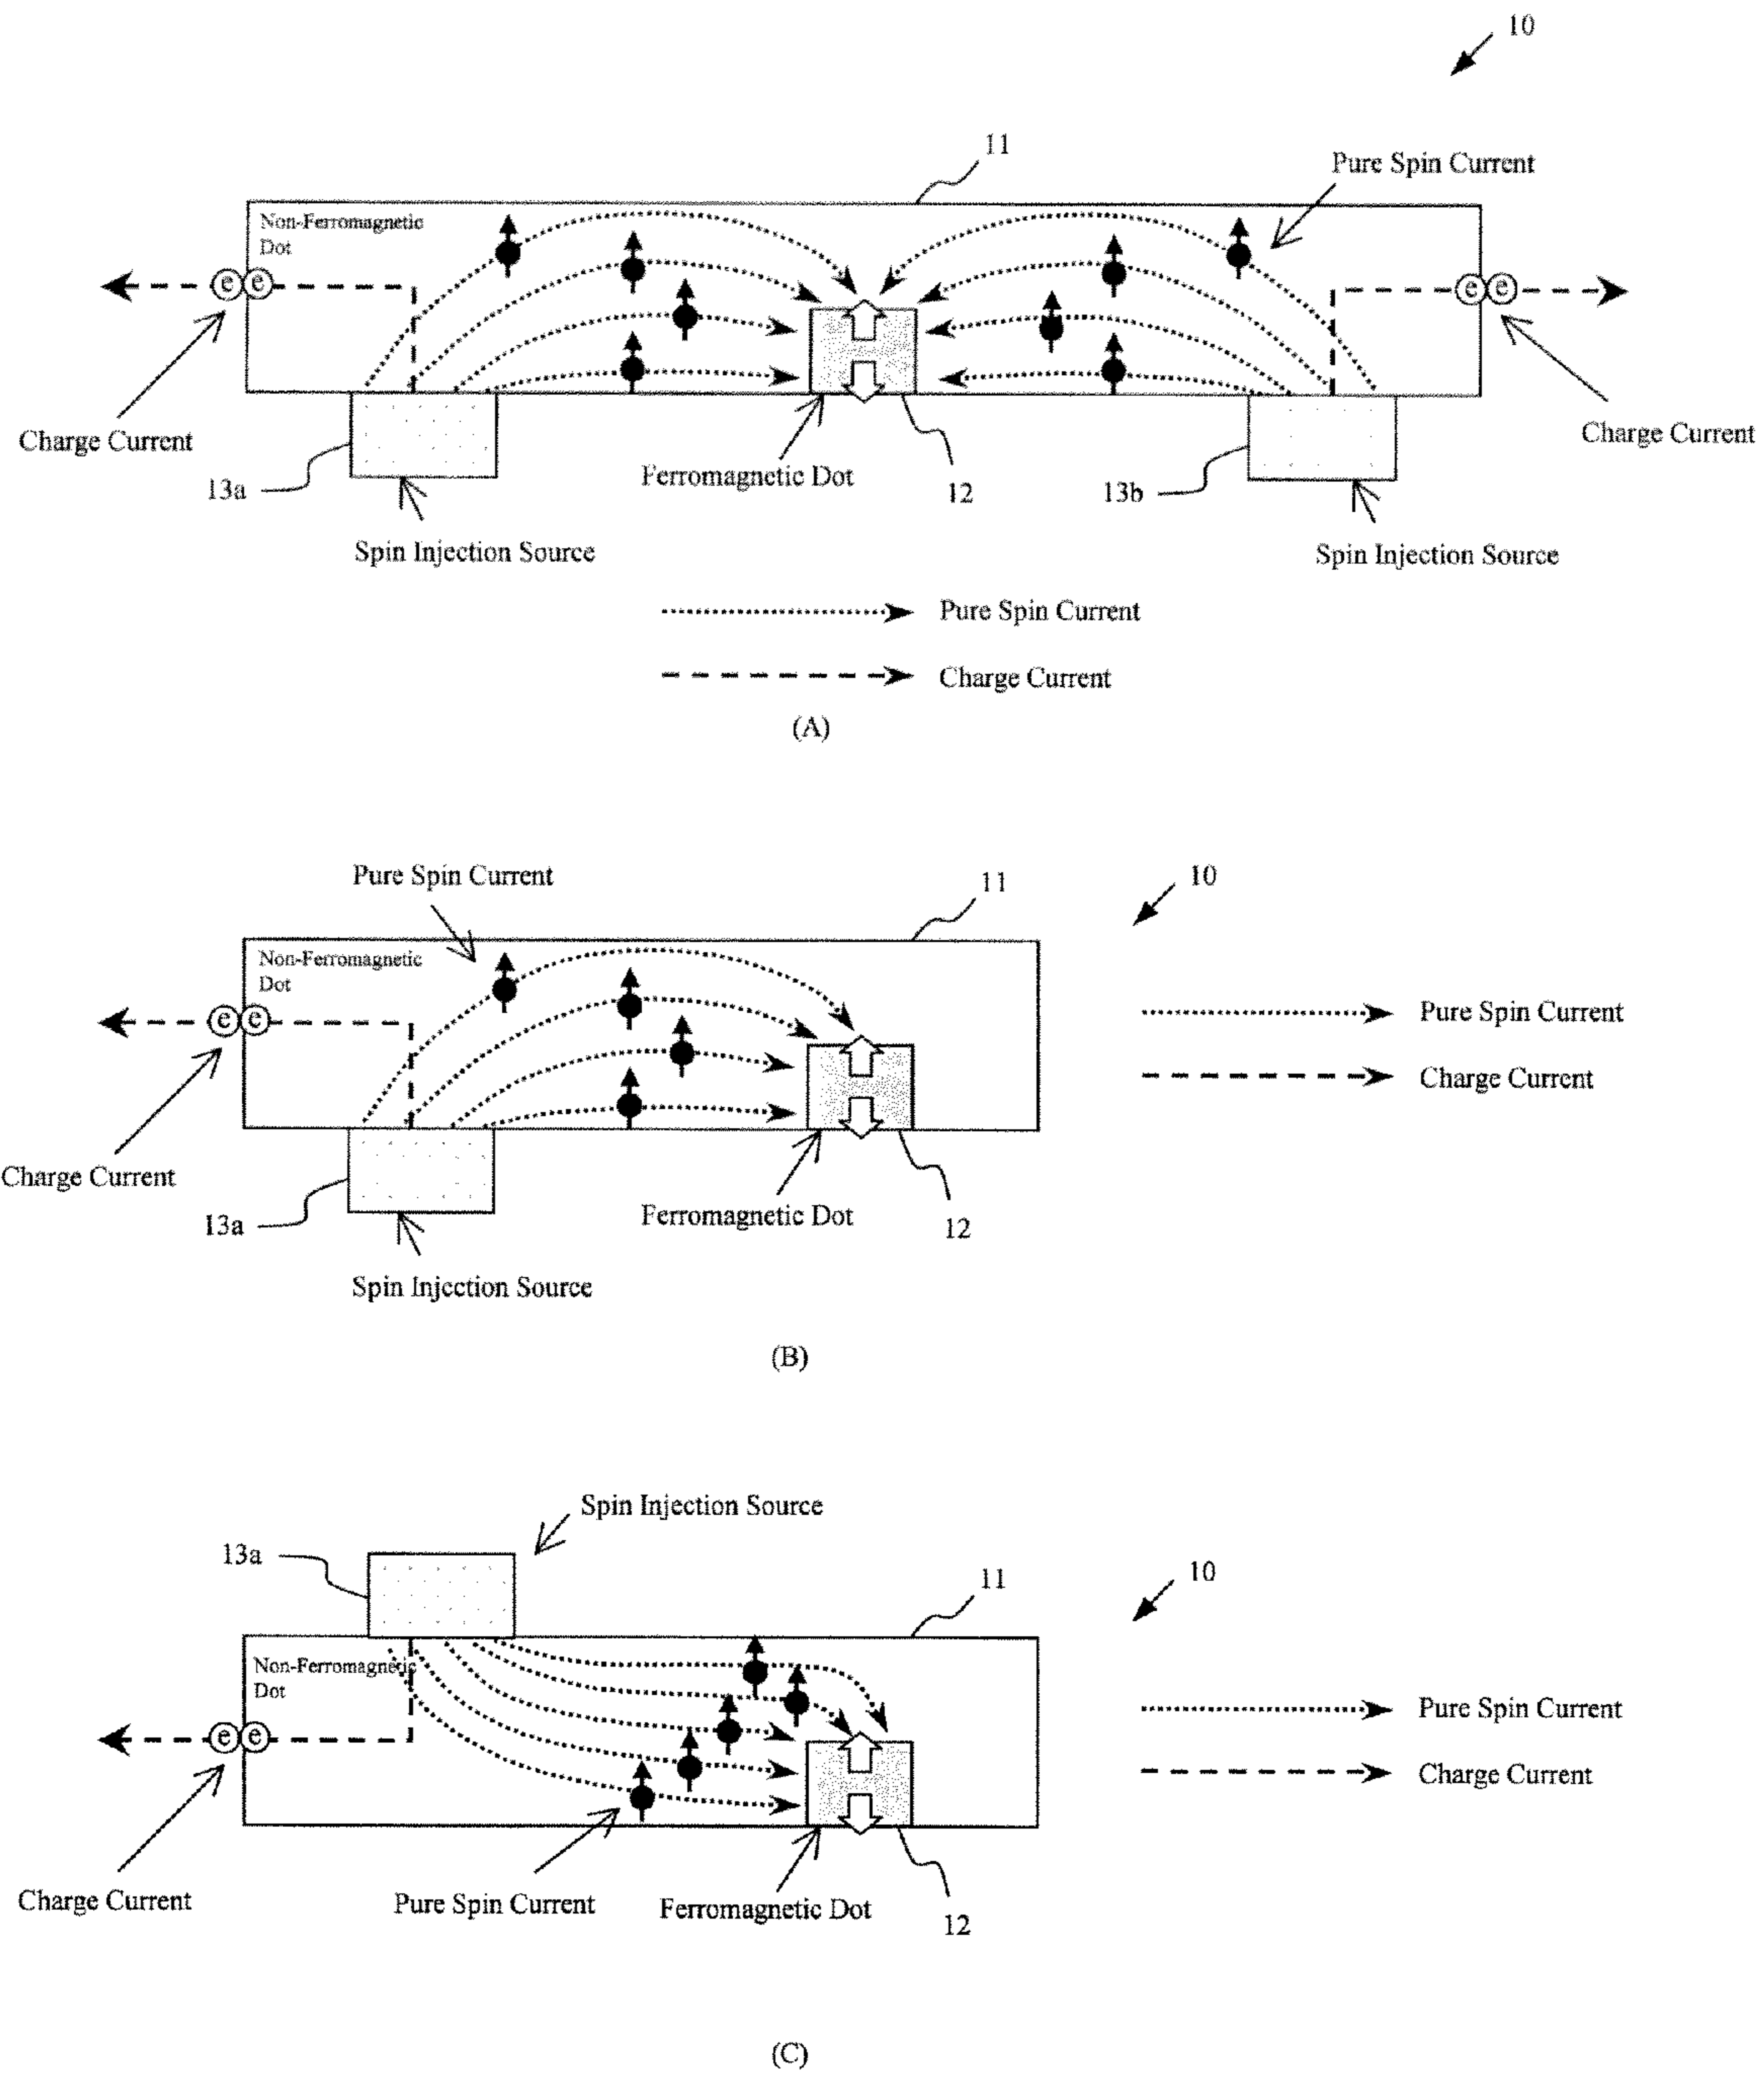 10
11
Pure Spin Current
Non-Ferromagnetic
Dot
e e
e e
Charge Current
Charge Current
13a
Ferromagnetic Dot
12
13b
Spin Injection Source
Spin Injection Source
Pure Spin Current
Charge Current
(A)
Pure Spin Current
11
10
Non-Ferromagnetic
Dot
e e
Pure Spin Current
Charge Current
Charge Current
13a
Ferromagnetic Dot
12
Spin Injection Source
(B)
Spin Injection Source
13a
11
10
Non-Ferromagnetic
Dot
e e
Pure Spin Current
Charge Current
Charge Current
Pure Spin Current
Ferromagnetic Dot
12
(C)